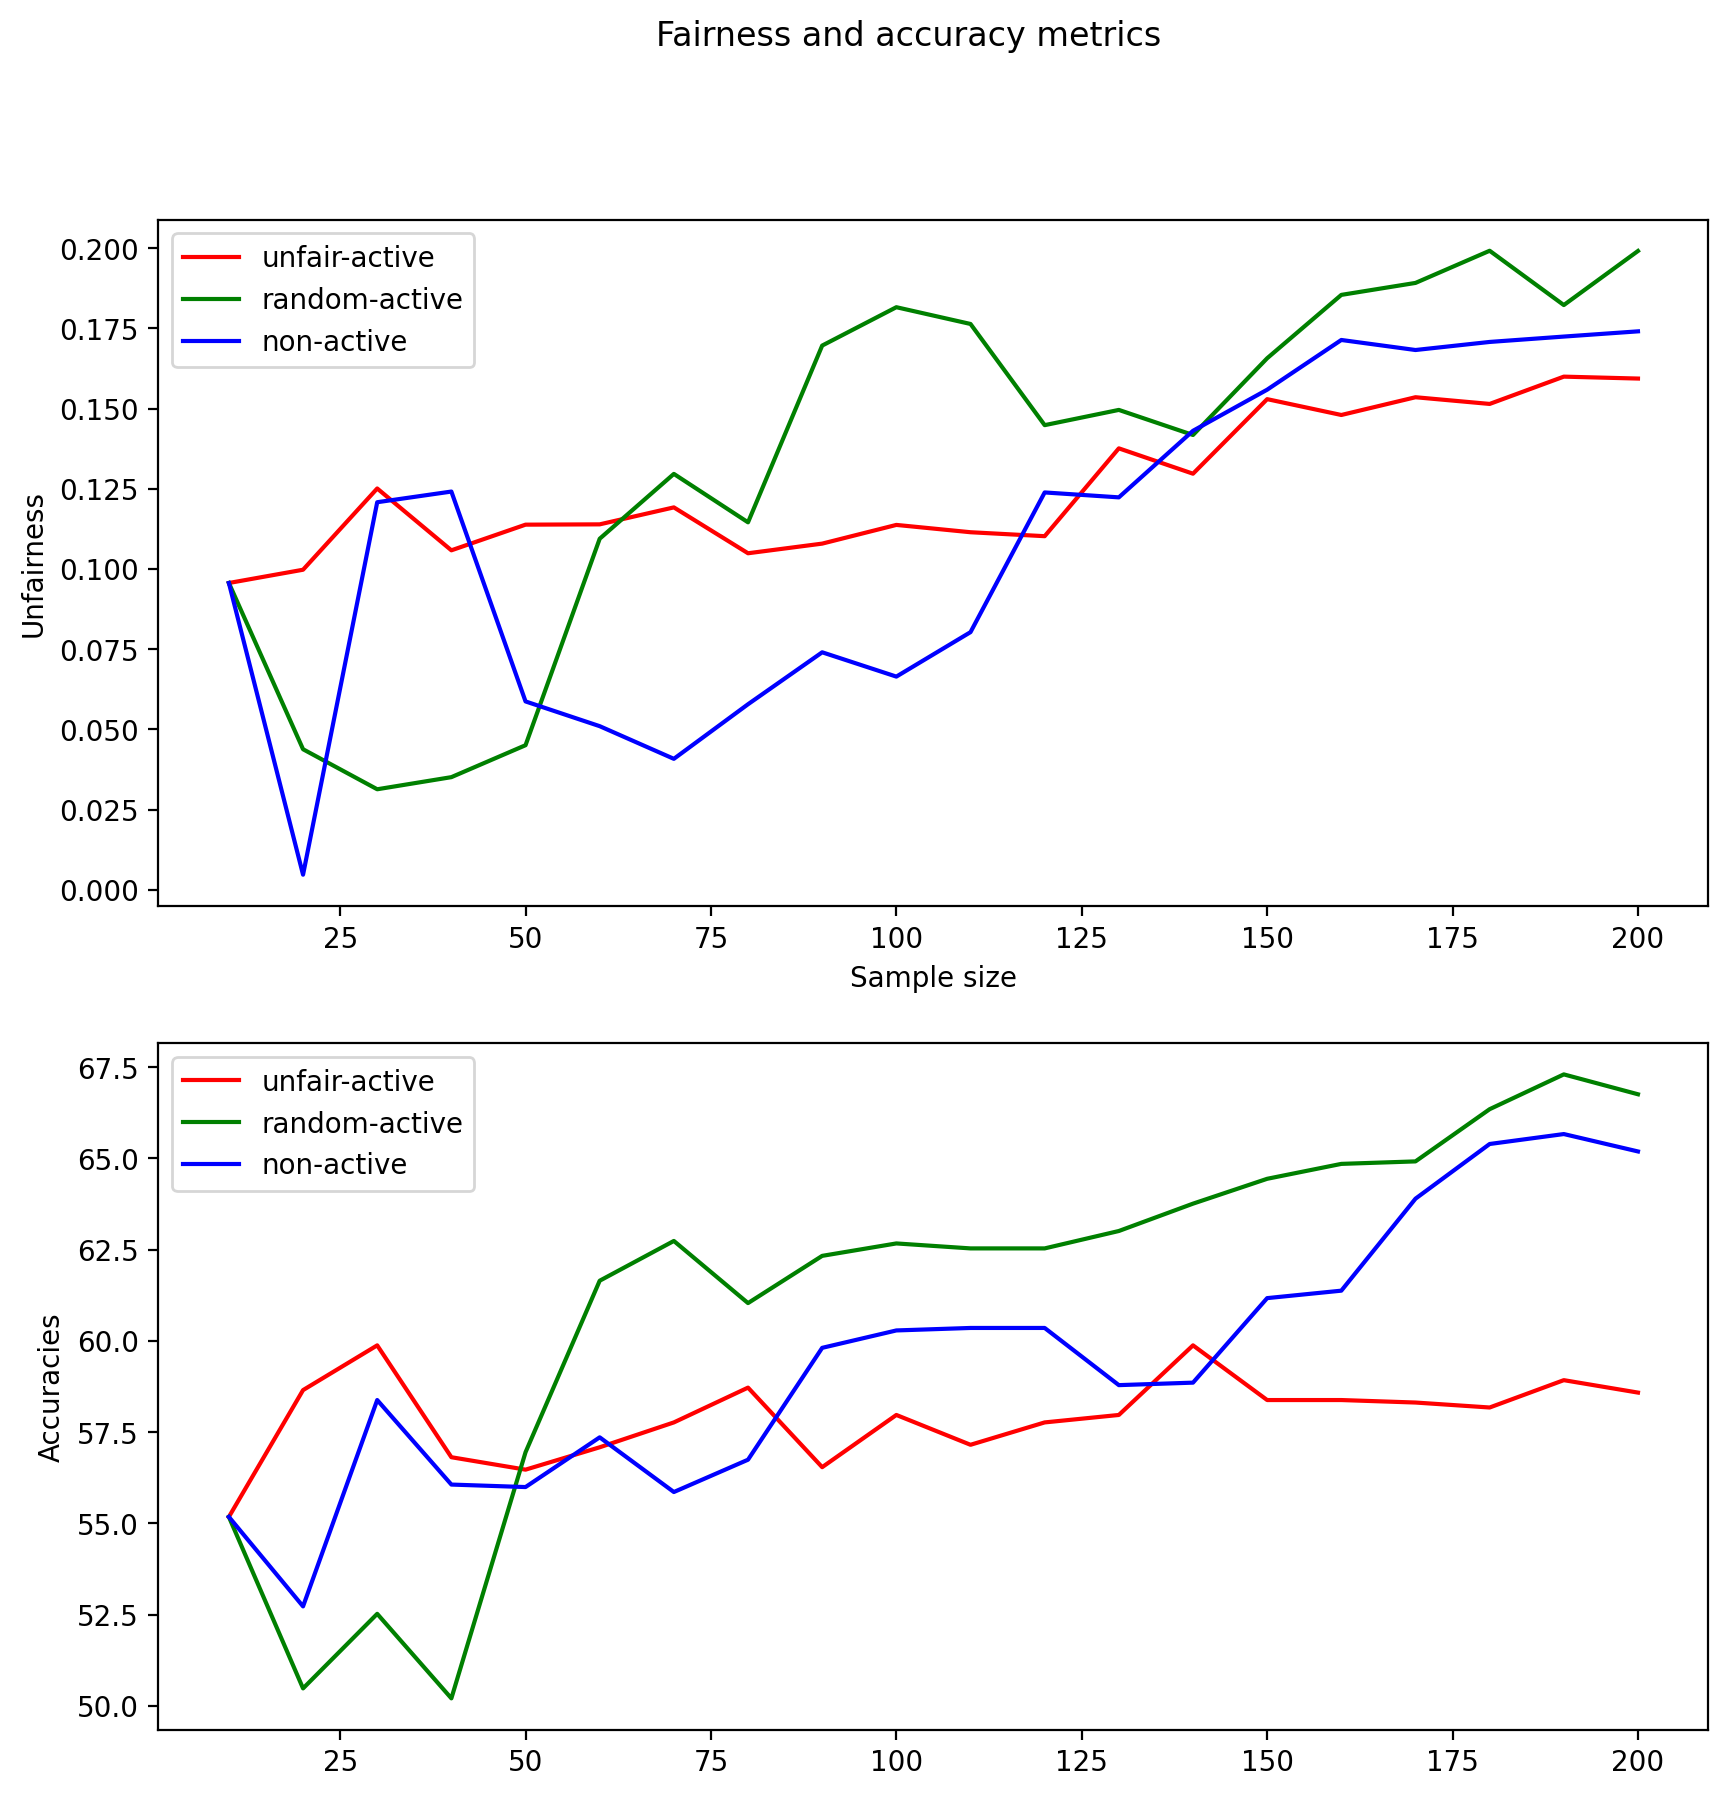 Fairness and accuracy metrics
unfair-active
random-active
non-active
0.200
0.175
0.150
0.125
0.100
0.075
0.050
0.025
0.000
Unfairness
25 50 75 100 125 150 175 200
Sample size
unfair-active
random-active
non-active
67.5
65.0
62.5
60.0
57.5
55.0
52.5
50.0
Accuracies
25 50 75 100 125 150 175 200